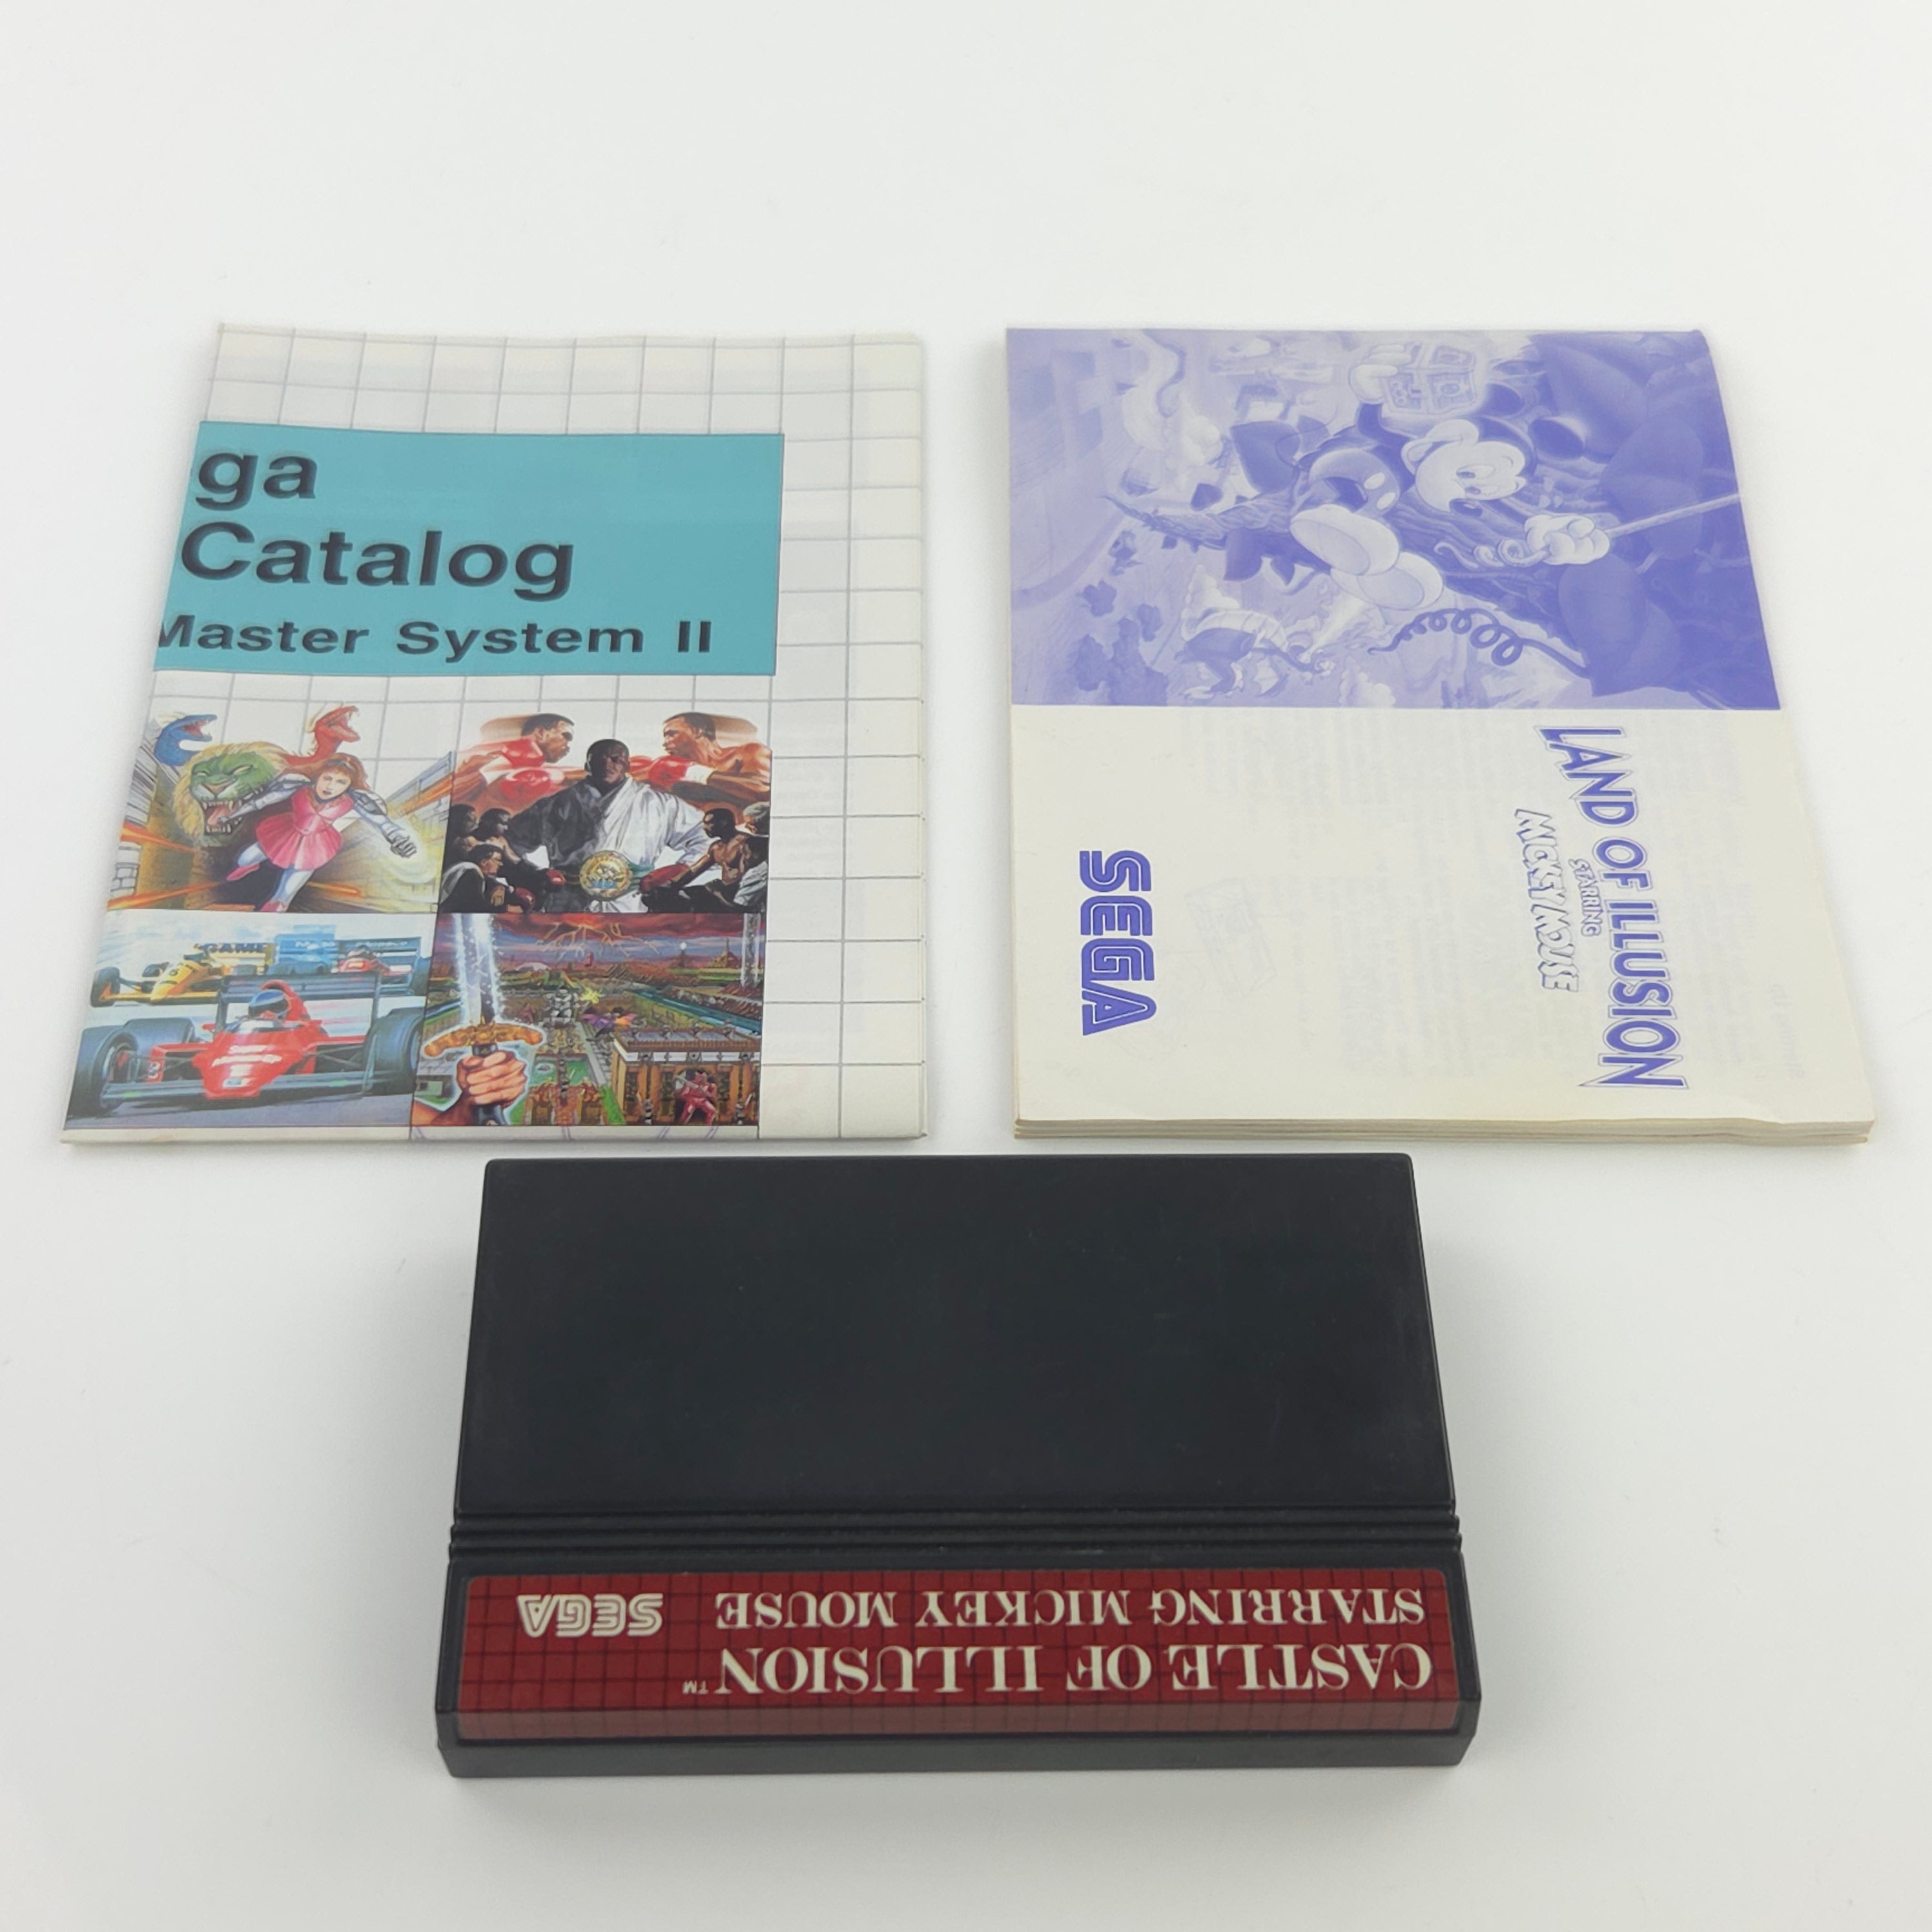 ga
Catalog
Master System II
LAND OF ILLUSION
STARRING
MICKEY MOUSE
SEGA
CASTLE OF ILLUSION™
STARRING MICKEY MOUSE SEGA